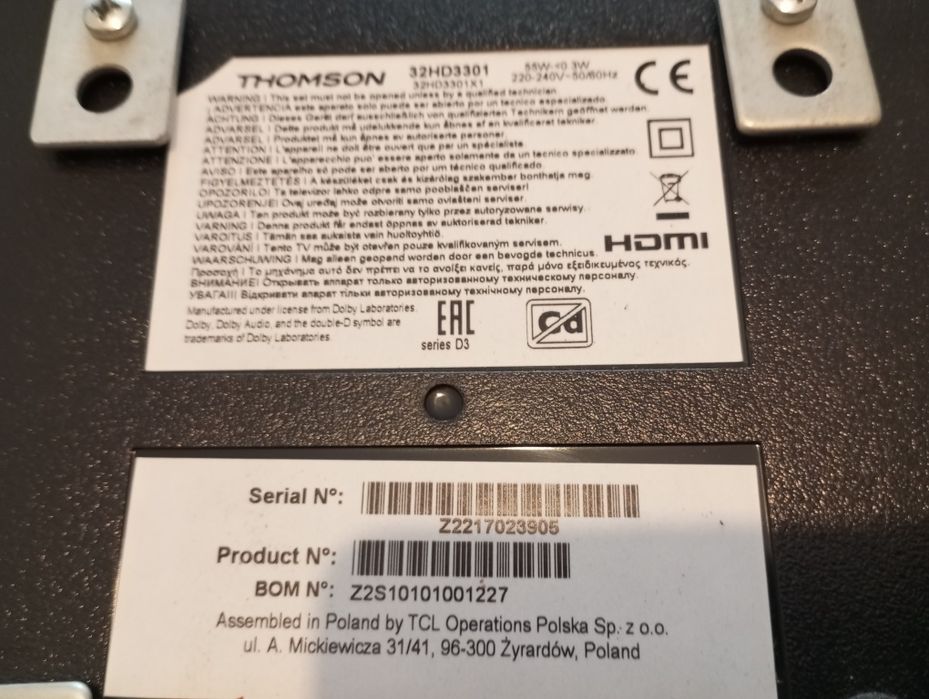 THOMSON 32HD3301 55W-<0.3W
32HD3301X1 220-240V~50/60Hz CE
WARNING ! This set must not be opened unless by a qualified technician
¡ ADVERTENCIA este aparato solo puede ser abierto por un tecnico especializado.
ACHTUNG ! Dieses Gerät darf ausschließlich von qualifizierten Technikern geöffnet werden.
ADVARSEL ! Dette produkt må udelukkende kun åbnes af en kvalificeret tekniker.
ADVARSEL ! Produktet må kun åpnes av autoriserte personer.
ATTENTION ! L'appareil ne doit être ouvert que par un spécialiste.
ATTENZIONE ! L'apparecchio puo' essere aperto solamente da un tecnico specializzato
AVISO ! Este aparelho só pode ser aberto por um técnico qualificado.
FIGYELMEZTETÉS ! A készüléket csak és kizárólag szakember bonthatja meg.
OPOZORILO! Ta televizor lahko odpre samo pooblaščen serviser!
UPOZORENJE! Ovaj uređaj može otvoriti samo ovlašteni serviser.
UWAGA ! Ten produkt może być rozbierany tylko przez autoryzowane serwisy.
VARNING ! Denna produkt får endast öppnas av auktoriserad tekniker.
VAROITUS ! Tämän saa aukaista vain huoltoyhtiö.
VAROVÁNÍ ! Tento TV může být otevřen pouze kvalifikovaným servisem.
WAARSCHUWING ! Mag alleen geopend worden door een bevoegde technicus.
Προσοχή ! Το μηχάνημα αυτό δεν πρέπει να το ανοίξει κανείς, παρά μόνο εξειδικευμένος τεχνικός.
ВНИМАНИЕ! Открывать аппарат только авторизованному техническому персоналу.
УВАГА!!! Відкривати апарат тільки авторизованому технічному персоналу.
HDMI
Manufactured under license from Dolby Laboratories.
Dolby, Dolby Audio, and the double-D symbol are
trademarks of Dolby Laboratories.
EAC
series D3
Cd
Serial Nº:
Z2217023905
Product Nº:
BOM Nº: Z2S10101001227
Assembled in Poland by TCL Operations Polska Sp. z o.o.
ul. A. Mickiewicza 31/41, 96-300 Żyrardów, Poland